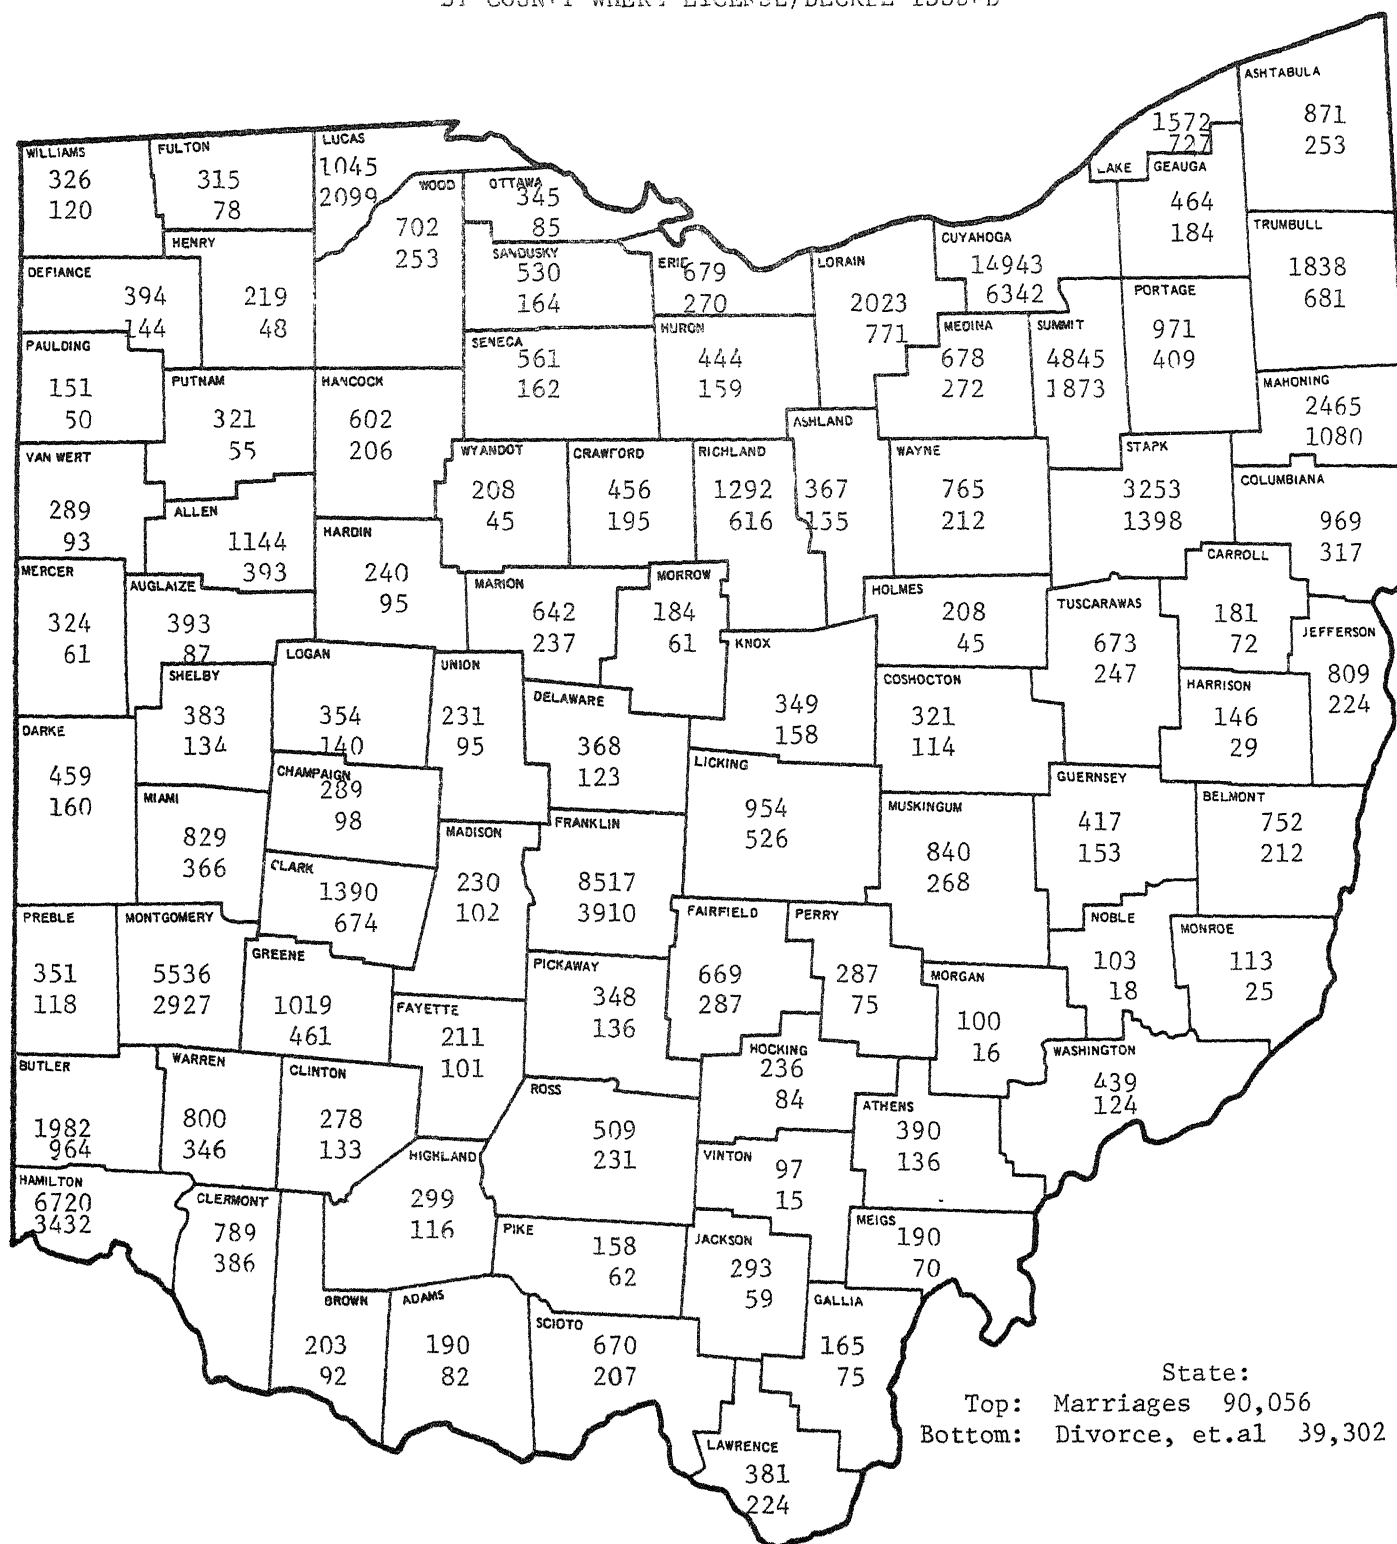 BY COUNTY WHERE LICENSE/DECREE ISSUED
ASHTABULA
871
253
1572
727
LAKE
GEAUGA
464
184
WILLIAMS
326
120
FULTON
315
78
LUCAS
1045
2099
WOOD
702
253
OTTAWA
345
85
TRUMBULL
1838
681
HENRY
219
48
SANDUSKY
530
164
ERIE
679
270
LORAIN
2023
771
CUYAHOGA
14943
6342
DEFIANCE
394
144
PORTAGE
971
409
PAULDING
151
50
SENECA
561
162
HURON
444
159
MEDINA
678
272
SUMMIT
4845
1873
PUTNAM
321
55
HANCOCK
602
206
MAHONING
2465
1080
ASHLAND
367
135
VAN WERT
289
93
WYANDOT
208
45
CRAWFORD
456
195
RICHLAND
1292
616
WAYNE
765
212
STARK
3253
1398
COLUMBIANA
969
317
ALLEN
1144
393
HARDIN
240
95
CARROLL
181
72
MERCER
324
61
AUGLAIZE
393
87
MARION
642
237
MORROW
184
61
HOLMES
208
45
TUSCARAWAS
673
247
JEFFERSON
809
224
KNOX
349
158
LOGAN
354
140
UNION
231
95
SHELBY
383
134
COSHOCTON
321
114
HARRISON
146
29
DELAWARE
368
123
DARKE
459
160
LICKING
954
526
CHAMPAIGN
289
98
GUERNSEY
417
153
MIAMI
829
366
BELMONT
752
212
MUSKINGUM
840
268
FRANKLIN
8517
3910
MADISON
230
102
CLARK
1390
674
PREBLE
351
118
MONTGOMERY
5536
2927
FAIRFIELD
669
287
PERRY
287
75
NOBLE
103
18
MONROE
113
25
GREENE
1019
461
PICKAWAY
348
136
MORGAN
100
16
FAYETTE
211
101
HOCKING
236
84
WASHINGTON
439
124
BUTLER
1982
964
WARREN
800
346
CLINTON
278
133
ROSS
509
231
ATHENS
390
136
HIGHLAND
299
116
VINTON
97
15
HAMILTON
6720
3432
CLERMONT
789
386
MEIGS
190
70
PIKE
158
62
JACKSON
293
59
BROWN
203
92
ADAMS
190
82
GALLIA
165
75
SCIOTO
670
207
LAWRENCE
381
224
State:
Top: Marriages 90,056
Bottom: Divorce, et.al 39,302